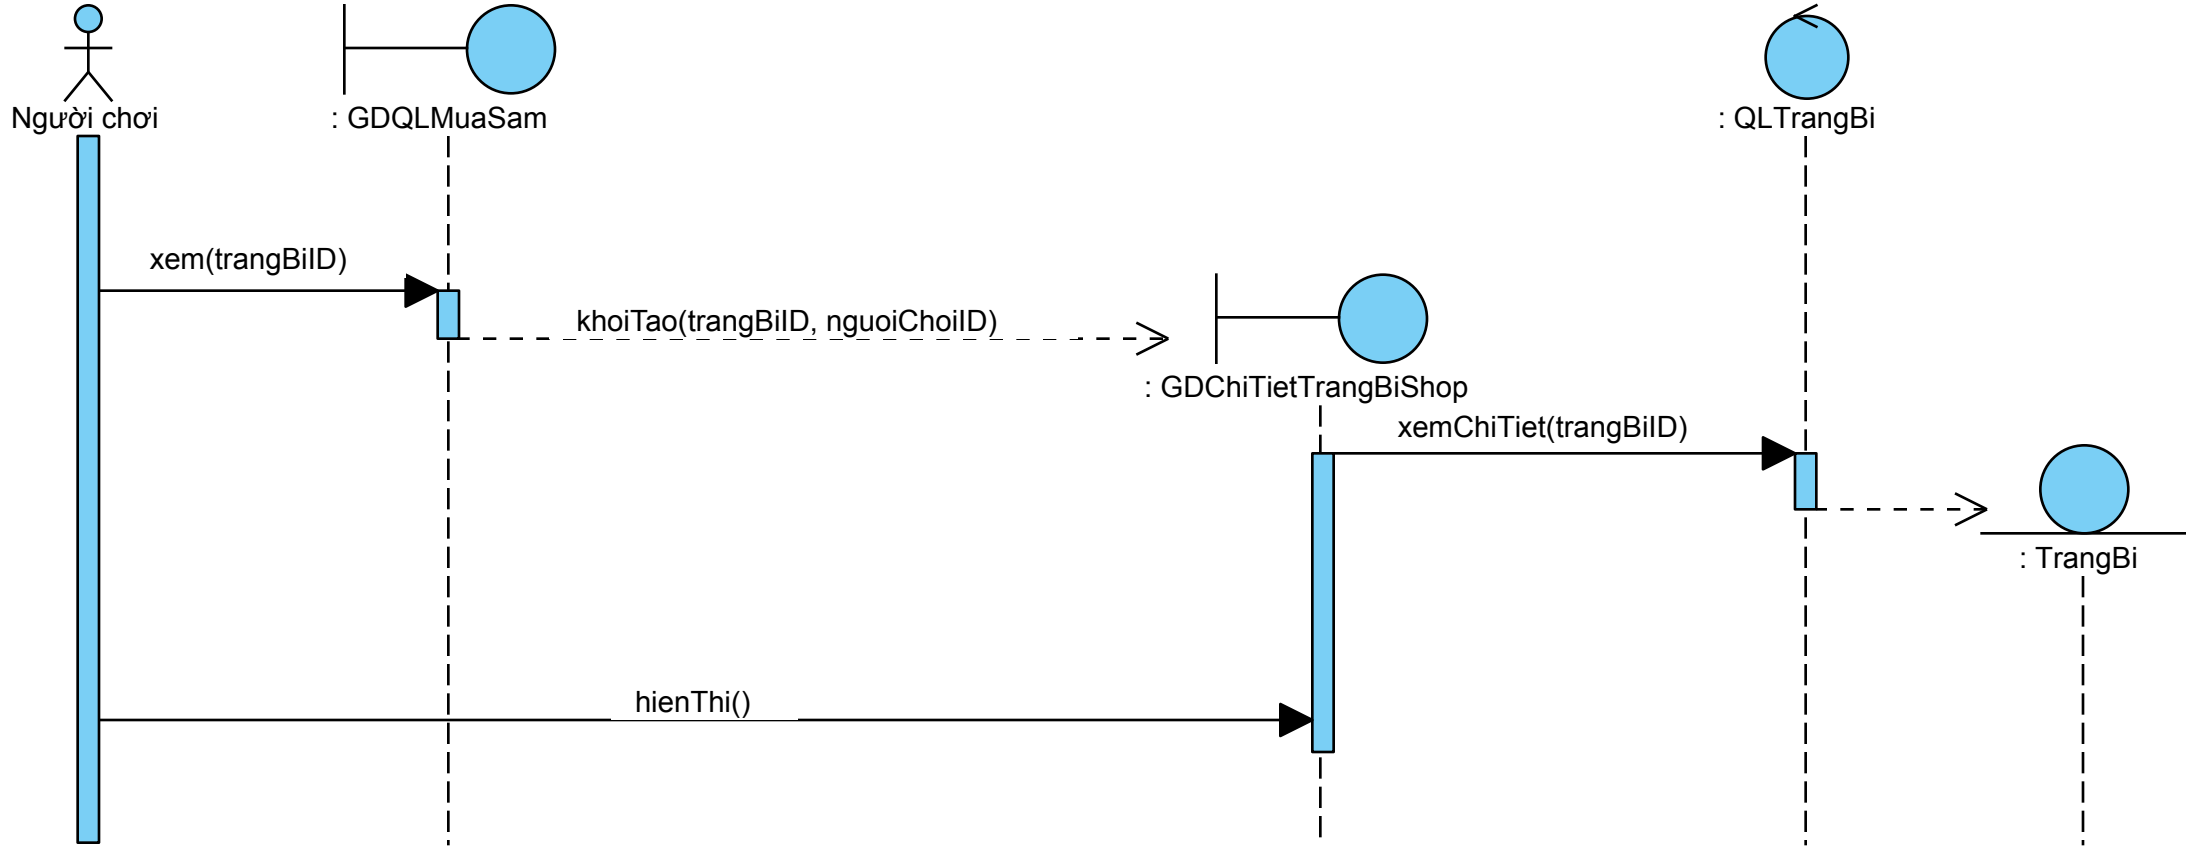 Người chơi
: GDQLMuaSam
: QLTrangBi
xem(trangBiID)
khoiTao(trangBiID, nguoiChoiID)
: GDChiTietTrangBiShop
xemChiTiet(trangBiID)
: TrangBi
hienThi()